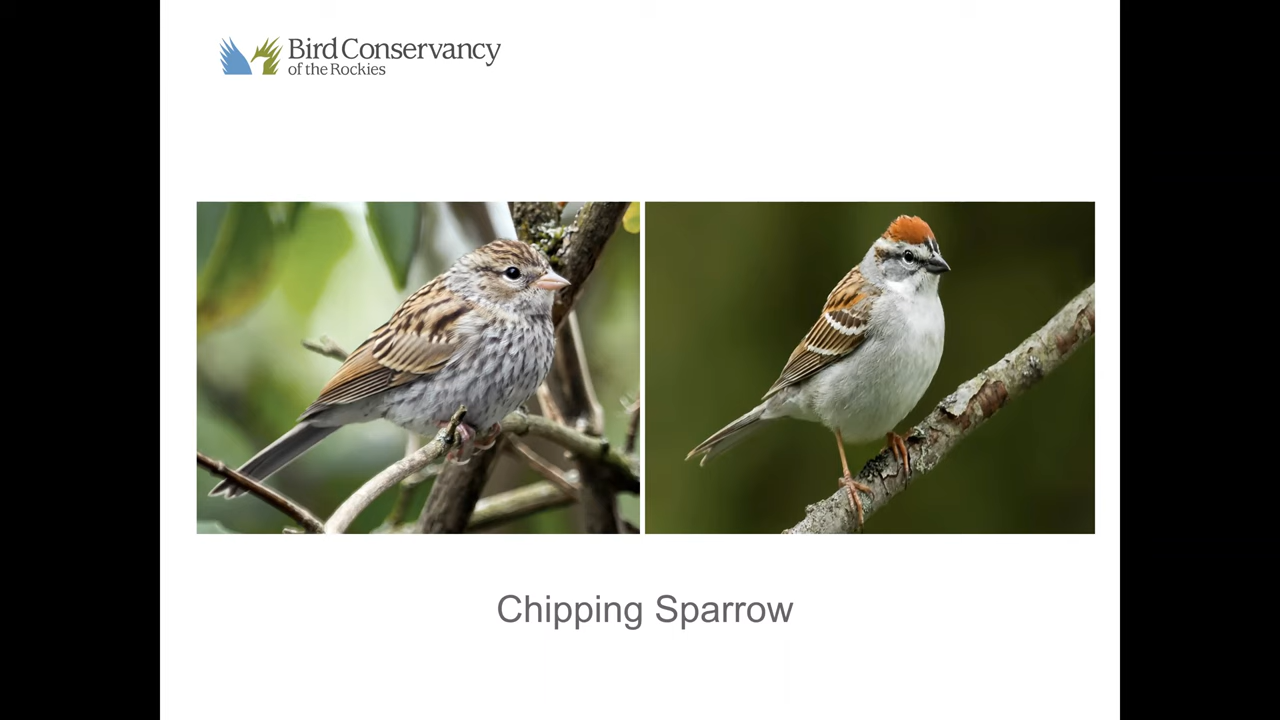 Bird Conservancy
of the Rockies
Chipping Sparrow